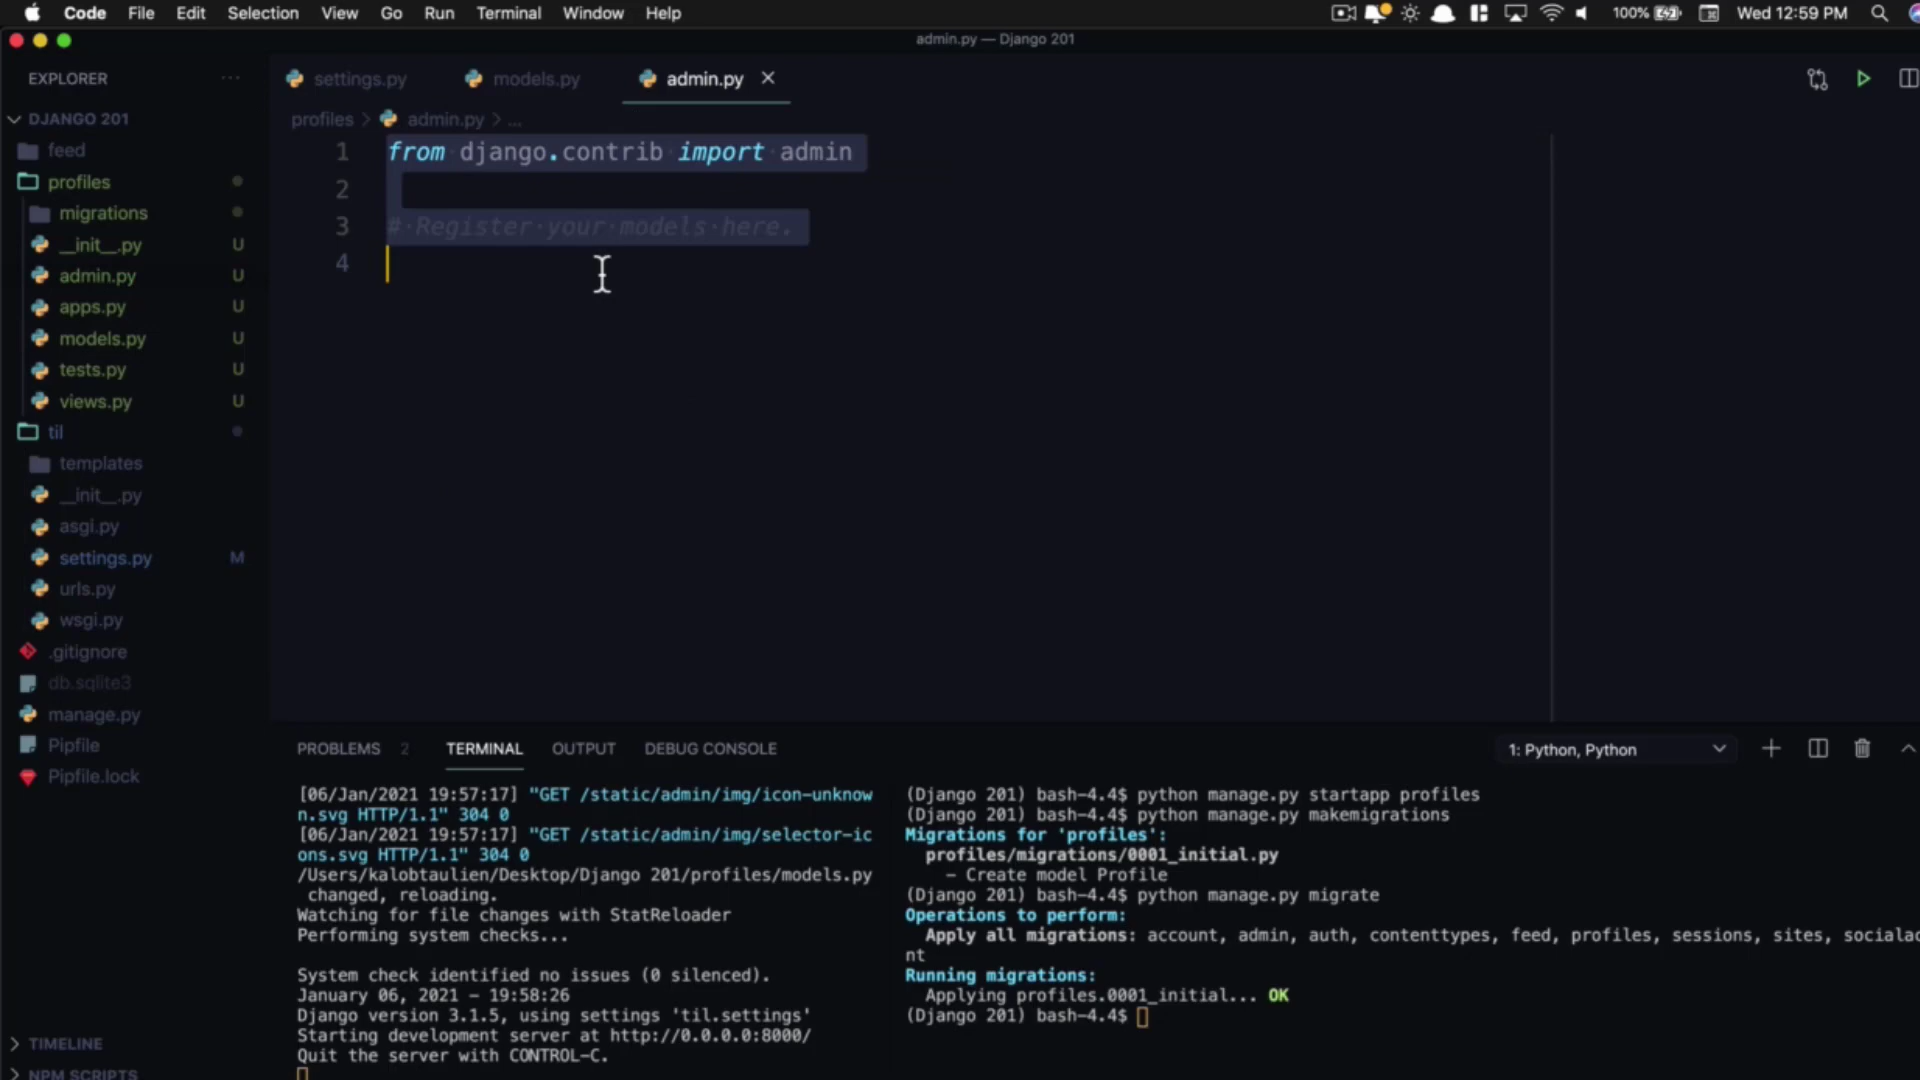 Code File Edit Selection View Go Run Terminal Window Help
100% Wed 12:59 PM
admin.py — Django 201
EXPLORER ...
settings.py models.py admin.py
DJANGO 201
profiles > admin.py > ...
feed
profiles
migrations
__init__.py U
admin.py U
apps.py U
models.py U
tests.py U
views.py U
til
templates
__init__.py
asgi.py
settings.py M
urls.py
wsgi.py
.gitignore
db.sqlite3
manage.py
Pipfile
Pipfile.lock
TIMELINE
NPM SCRIPTS
1 from django.contrib import admin
2
3 # Register your models here.
4
PROBLEMS 2 TERMINAL OUTPUT DEBUG CONSOLE
1: Python, Python
[06/Jan/2021 19:57:17] "GET /static/admin/img/icon-unknow
n.svg HTTP/1.1" 304 0
[06/Jan/2021 19:57:17] "GET /static/admin/img/selector-ic
ons.svg HTTP/1.1" 304 0
/Users/kalobtaulien/Desktop/Django 201/profiles/models.py
changed, reloading.
Watching for file changes with StatReloader
Performing system checks...
System check identified no issues (0 silenced).
January 06, 2021 - 19:58:26
Django version 3.1.5, using settings 'til.settings'
Starting development server at http://0.0.0.0:8000/
Quit the server with CONTROL-C.
(Django 201) bash-4.4$ python manage.py startapp profiles
(Django 201) bash-4.4$ python manage.py makemigrations
Migrations for 'profiles':
profiles/migrations/0001_initial.py
- Create model Profile
(Django 201) bash-4.4$ python manage.py migrate
Operations to perform:
Apply all migrations: account, admin, auth, contenttypes, feed, profiles, sessions, sites, socialac
nt
Running migrations:
Applying profiles.0001_initial... OK
(Django 201) bash-4.4$